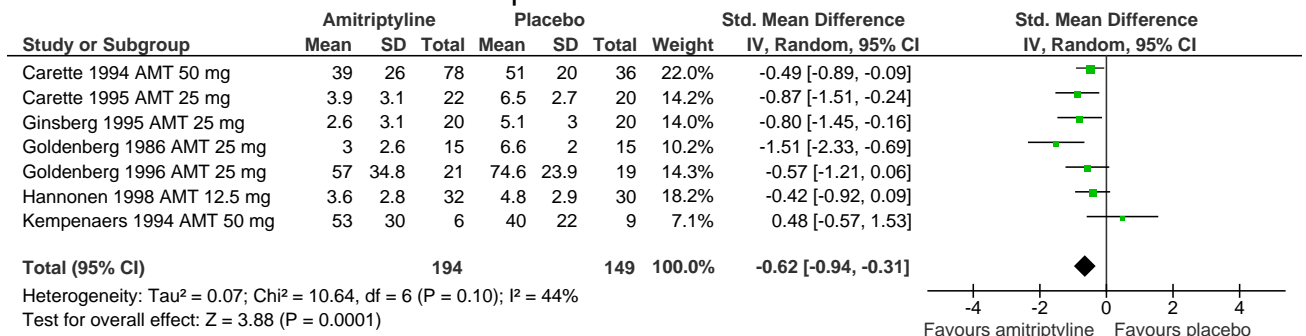 Amitriptyline Placebo Std. Mean Difference Std. Mean Difference
Study or Subgroup Mean SD Total Mean SD Total Weight IV, Random, 95% CI IV, Random, 95% CI
Carette 1994 AMT 50 mg 39 26 78 51 20 36 22.0% -0.49 [-0.89, -0.09]
Carette 1995 AMT 25 mg 3.9 3.1 22 6.5 2.7 20 14.2% -0.87 [-1.51, -0.24]
Ginsberg 1995 AMT 25 mg 2.6 3.1 20 5.1 3 20 14.0% -0.80 [-1.45, -0.16]
Goldenberg 1986 AMT 25 mg 3 2.6 15 6.6 2 15 10.2% -1.51 [-2.33, -0.69]
Goldenberg 1996 AMT 25 mg 57 34.8 21 74.6 23.9 19 14.3% -0.57 [-1.21, 0.06]
Hannonen 1998 AMT 12.5 mg 3.6 2.8 32 4.8 2.9 30 18.2% -0.42 [-0.92, 0.09]
Kempenaers 1994 AMT 50 mg 53 30 6 40 22 9 7.1% 0.48 [-0.57, 1.53]
Total (95% CI) 194 149 100.0% -0.62 [-0.94, -0.31]
Heterogeneity: Tau² = 0.07; Chi² = 10.64, df = 6 (P = 0.10); I² = 44%
Test for overall effect: Z = 3.88 (P = 0.0001)
-4 -2 0 2 4
Favours amitriptyline Favours placebo